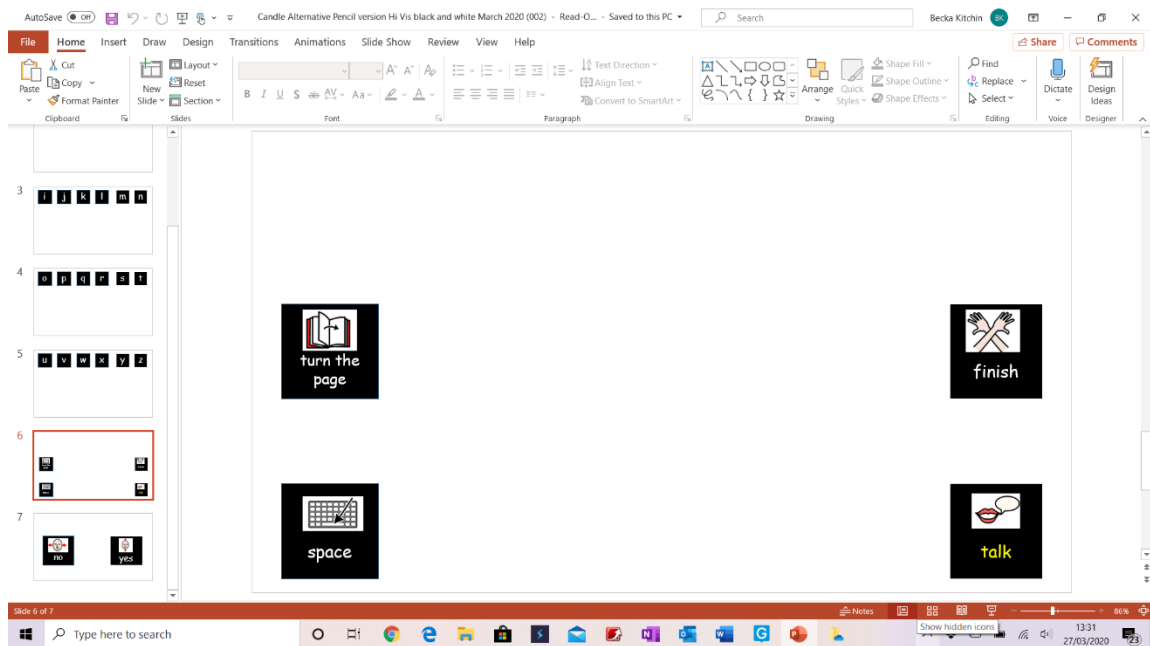 AutoSave Off Candle Alternative Pencil version Hi Vis black and white March 2020 (002) - Read-O... - Saved to this PC Search Becka Kitchin BK
File Home Insert Draw Design Transitions Animations Slide Show Review View Help Share Comments
Paste
Cut
Copy
Format Painter
Clipboard
New Slide
Layout
Reset
Section
Slides
B I U S ab AV Aa A
Font
Text Direction
Align Text
Convert to SmartArt
Paragraph
Arrange
Quick Styles
Shape Fill
Shape Outline
Shape Effects
Drawing
Find
Replace
Select
Editing
Dictate
Voice
Design Ideas
Designer
3
i j k l m n
4
o p q r s t
5
u v w x y z
6
7
no yes
turn the
page
finish
space
talk
Slide 6 of 7 Notes 86%
Show hidden icons
Type here to search
13:31
27/03/2020
23